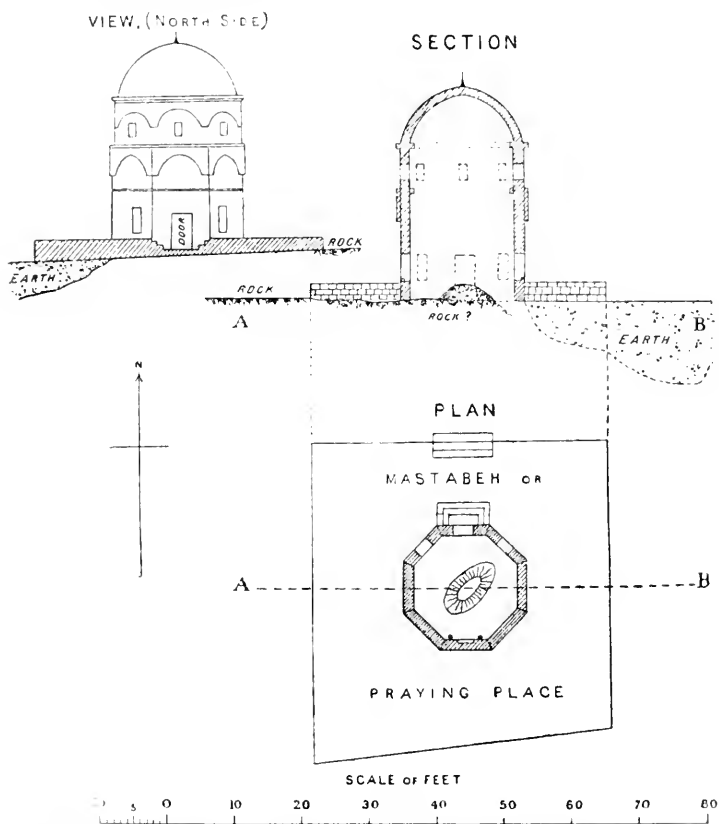 VIEW. (NORTH SIDE)
SECTION
DOOR
ROCK
EARTH
ROCK
A
ROCK ?
EARTH
B
N
PLAN
MASTABEH OR
A
B
PRAYING PLACE
SCALE OF FEET
5 0 10 20 30 40 50 60 70 80